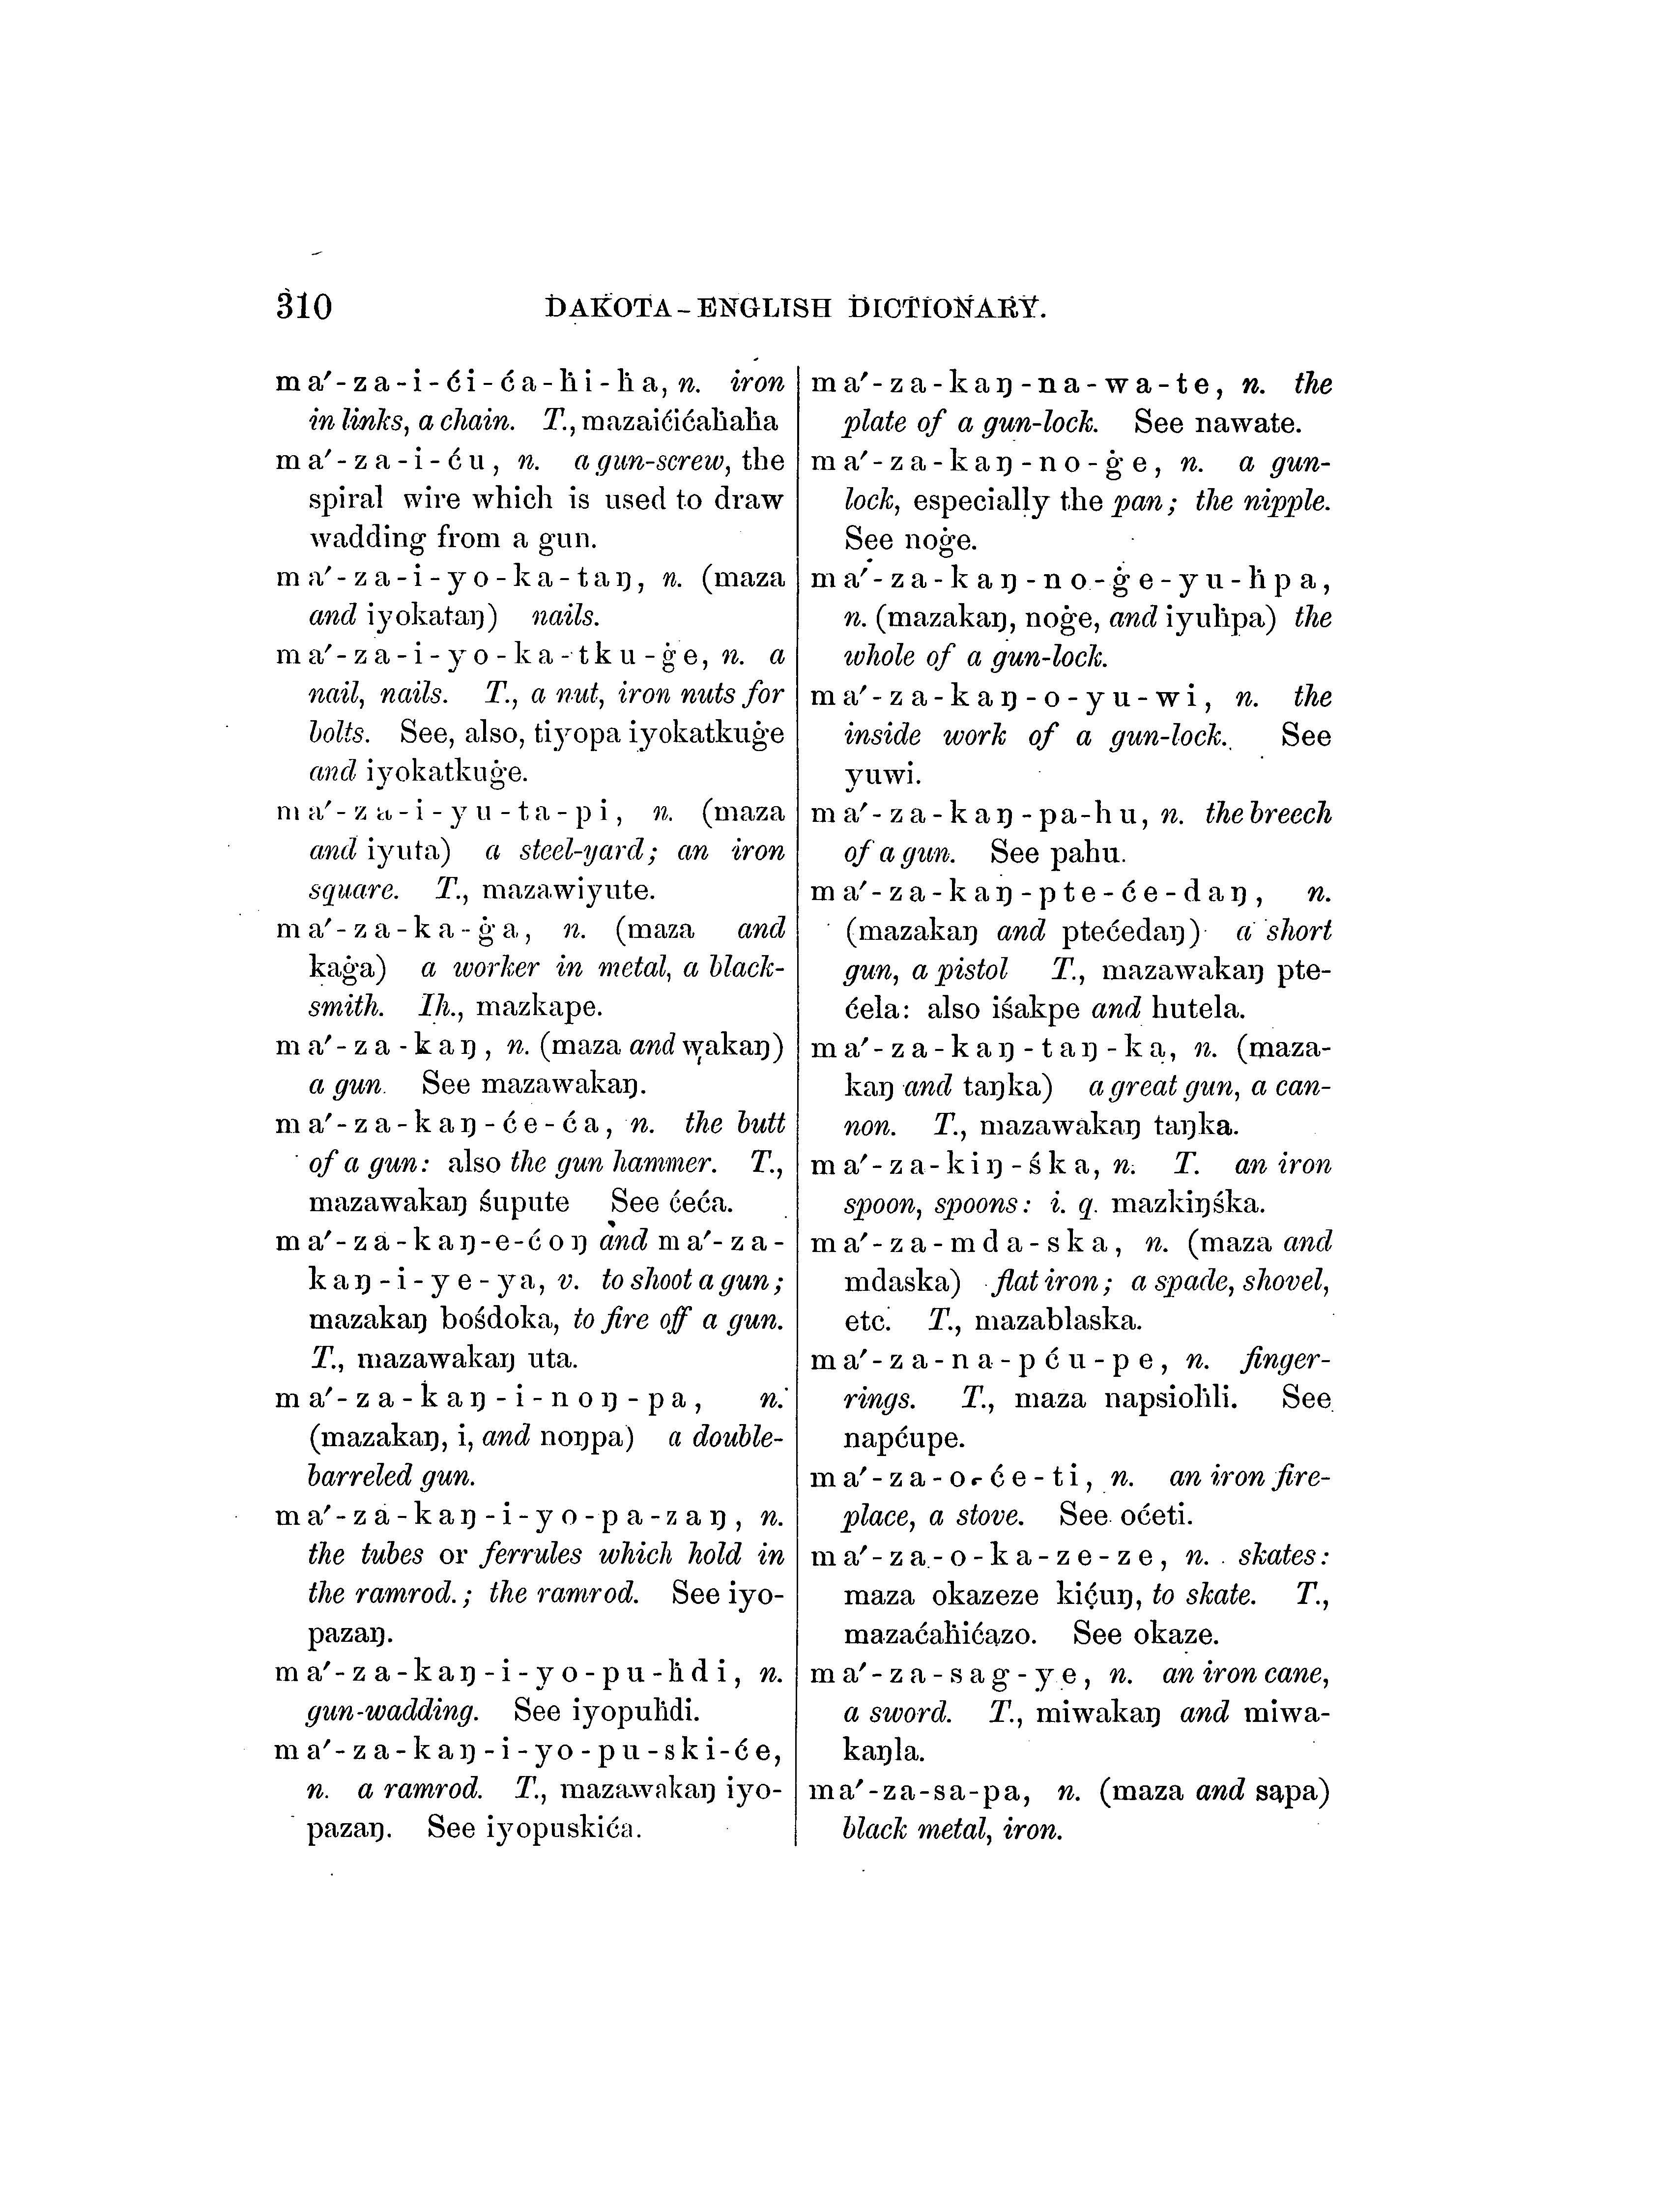 310 DAKOTA-ENGLISH DICTIONARY.
ma′-za-i-ći-ća-ḣi-ḣa, n. iron
in links, a chain. T., mazaićićaḣaḣa
ma′-za-i-ću, n. a gun-screw, the
spiral wire which is used to draw
wadding from a gun.
ma′-za-i-yo-ka-taŋ, n. (maza
and iyokataŋ) nails.
ma′-za-i-yo-ka-tku-ġe, n. a
nail, nails. T., a nut, iron nuts for
bolts. See, also, tiyopa iyokatkuġe
and iyokatkuġe.
ma′-za-i-yu-ta-pi, n. (maza
and iyuta) a steel-yard; an iron
square. T., mazawiyute.
ma′-za-ka-ġa, n. (maza and
kaġa) a worker in metal, a black-
smith. Ih., mazkape.
ma′-za-kaŋ, n. (maza and wakaŋ)
a gun. See mazawakaŋ.
ma′-za-kaŋ-će-ća, n. the butt
of a gun: also the gun hammer. T.,
mazawakaŋ śupute See ćeća.
ma′-za-kaŋ-e-ćoŋ and ma′-za-
kaŋ-i-ye-ya, v. to shoot a gun;
mazakaŋ bośdoka, to fire off a gun.
T., mazawakaŋ uta.
ma′-za-kaŋ-i-noŋ-pa, n.
(mazakaŋ, i, and noŋpa) a double-
barreled gun.
ma′-za-kaŋ-i-yo-pa-zaŋ, n.
the tubes or ferrules which hold in
the ramrod.; the ramrod. See iyo-
pazaŋ.
ma′-za-kaŋ-i-yo-pu-ḣdi, n.
gun-wadding. See iyopuḣdi.
ma′-za-kaŋ-i-yo-pu-ski-će,
n. a ramrod. T., mazawakaŋ iyo-
pazaŋ. See iyopuskića.
ma′-za-kaŋ-na-wa-te, n. the
plate of a gun-lock. See nawate.
ma′-za-kaŋ-no-ġe, n. a gun-
lock, especially the pan; the nipple.
See noġe.
ma′-za-kaŋ-no-ġe-yu-ḣpa,
n. (mazakaŋ, noġe, and iyuḣpa) the
whole of a gun-lock.
ma′-za-kaŋ-o-yu-wi, n. the
inside work of a gun-lock. See
yuwi.
ma′-za-kaŋ-pa-hu, n. the breech
of a gun. See pahu.
ma′-za-kaŋ-pte-će-daŋ, n.
(mazakaŋ and ptećedaŋ) a short
gun, a pistol T., mazawakaŋ pte-
ćela: also iśakpe and hutela.
ma′-za-kaŋ-taŋ-ka, n. (maza-
kaŋ and taŋka) a great gun, a can-
non. T., mazawakaŋ taŋka.
ma′-za-kiŋ-śka, n. T. an iron
spoon, spoons: i. q. mazkiŋśka.
ma′-za-mda-ska, n. (maza and
mdaska) flat iron; a spade, shovel,
etc. T., mazablaska.
ma′-za-na-pću-pe, n. finger-
rings. T., maza napsioḣli. See
napćupe.
ma′-za-o-će-ti, n. an iron fire-
place, a stove. See oćeti.
ma′-za-o-ka-ze-ze, n. skates:
maza okazeze kićuŋ, to skate. T.,
mazaćaḣićazo. See okaze.
ma′-za-sag-ye, n. an iron cane,
a sword. T., miwakaŋ and miwa-
kaŋla.
ma′-za-sa-pa, n. (maza and sapa)
black metal, iron.